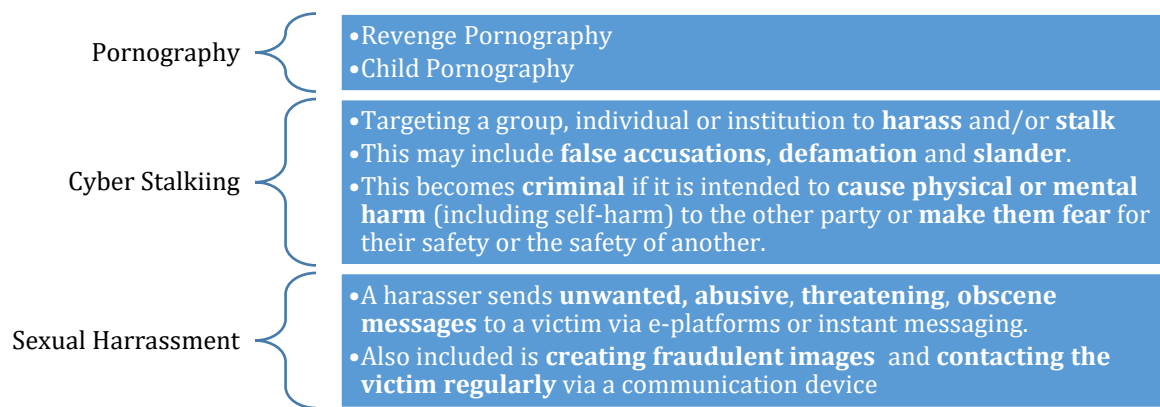 Pornography
•Revenge Pornography
•Child Pornography
Cyber Stalkiing
•Targeting a group, individual or institution to harass and/or stalk
•This may include false accusations, defamation and slander.
•This becomes criminal if it is intended to cause physical or mental
harm (including self-harm) to the other party or make them fear for
their safety or the safety of another.
Sexual Harrassment
•A harasser sends unwanted, abusive, threatening, obscene
messages to a victim via e-platforms or instant messaging.
•Also included is creating fraudulent images and contacting the
victim regularly via a communication device